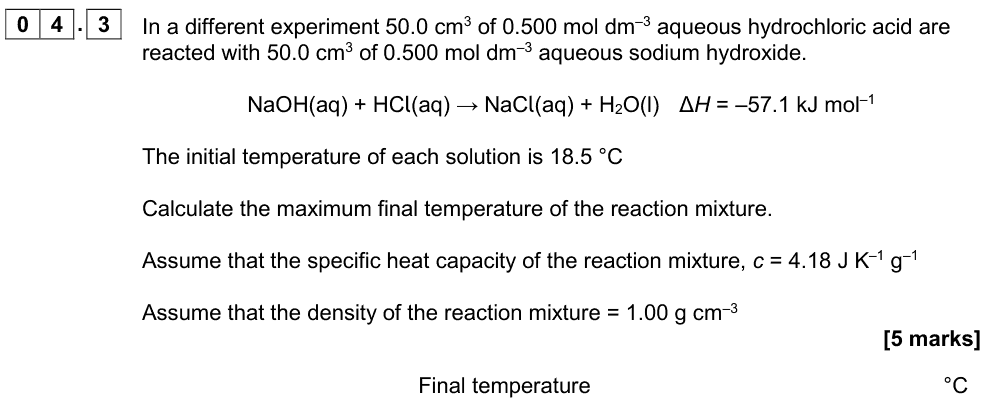 0 4 . 3 In a different experiment 50.0 cm³ of 0.500 mol dm⁻³ aqueous hydrochloric acid are
reacted with 50.0 cm³ of 0.500 mol dm⁻³ aqueous sodium hydroxide.
NaOH(aq) + HCl(aq) → NaCl(aq) + H₂O(l) ΔH = –57.1 kJ mol⁻¹
The initial temperature of each solution is 18.5 °C
Calculate the maximum final temperature of the reaction mixture.
Assume that the specific heat capacity of the reaction mixture, c = 4.18 J K⁻¹ g⁻¹
Assume that the density of the reaction mixture = 1.00 g cm⁻³
[5 marks]
Final temperature °C